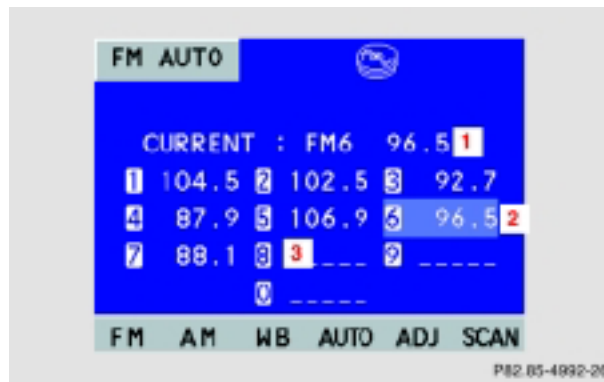 FM AUTO
CURRENT : FM6 96.5 1
1 104.5 2 102.5 3 92.7
4 87.9 5 106.9 6 96.5 2
7 88.1 8 3 ____ 9 _____
0 _____
FM AM WB AUTO ADJ SCAN
P82.85-4992-26